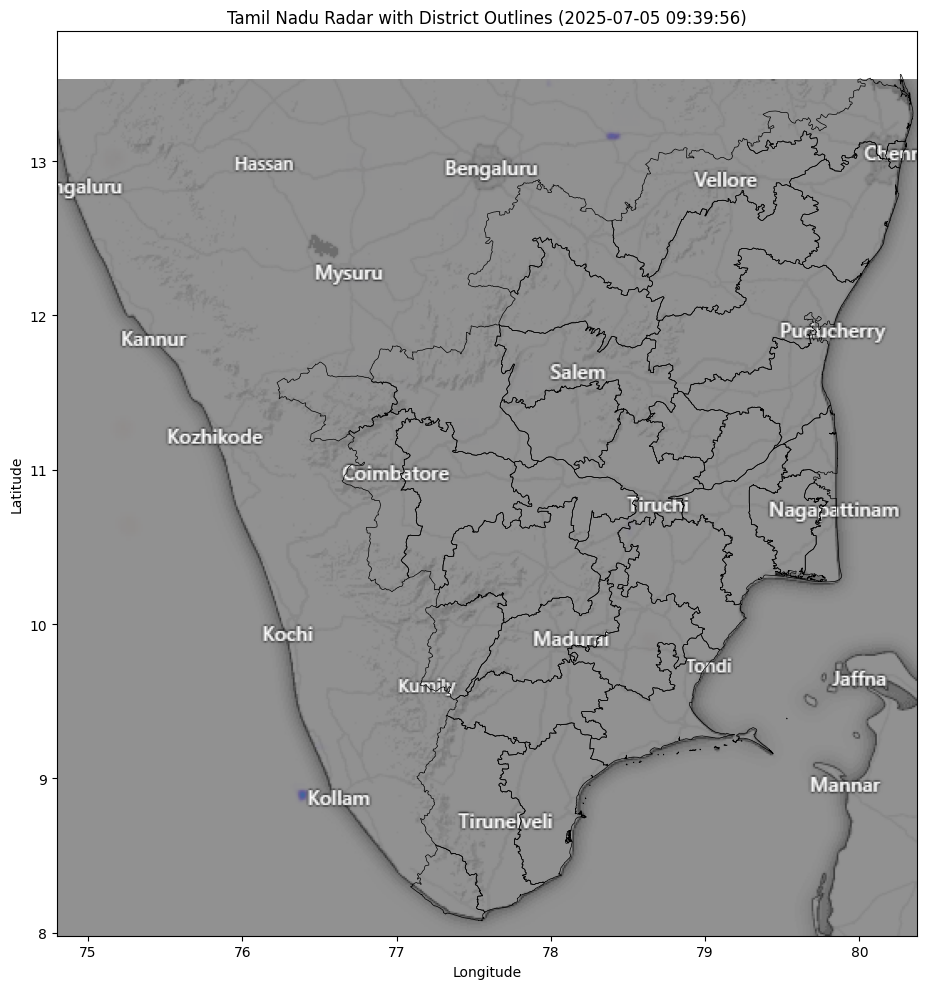 Tamil Nadu Radar with District Outlines (2025-07-05 09:39:56)
13
12
11
10
9
8
Latitude
Hassan
Bengaluru
Chenr
Vellore
ngaluru
Mysuru
Kannur
Puducherry
Salem
Kozhikode
Coimbatore
Tiruchi
Nagapattinam
Kochi
Madurai
Tondi
Kumily
Jaffna
Mannar
Kollam
Tirunelveli
75
76
77
78
79
80
Longitude